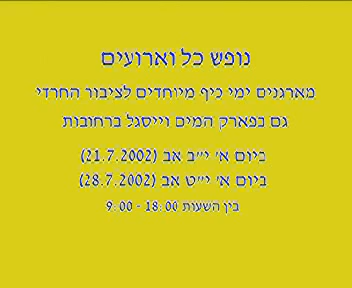 נופש כל וארועים
מארגנים ימי כיף מיוחדים לציבור החרדי
גם בפארק המים וייסגל ברחובות
ביום א' י״ב אב (21.7.2002)
ביום א' י״ט אב (28.7.2002)
בין השעות 18:00 - 9:00